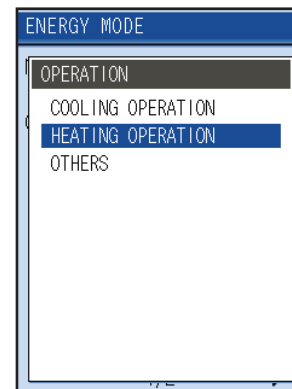 ENERGY MODE
OPERATION
COOLING OPERATION
HEATING OPERATION
OTHERS